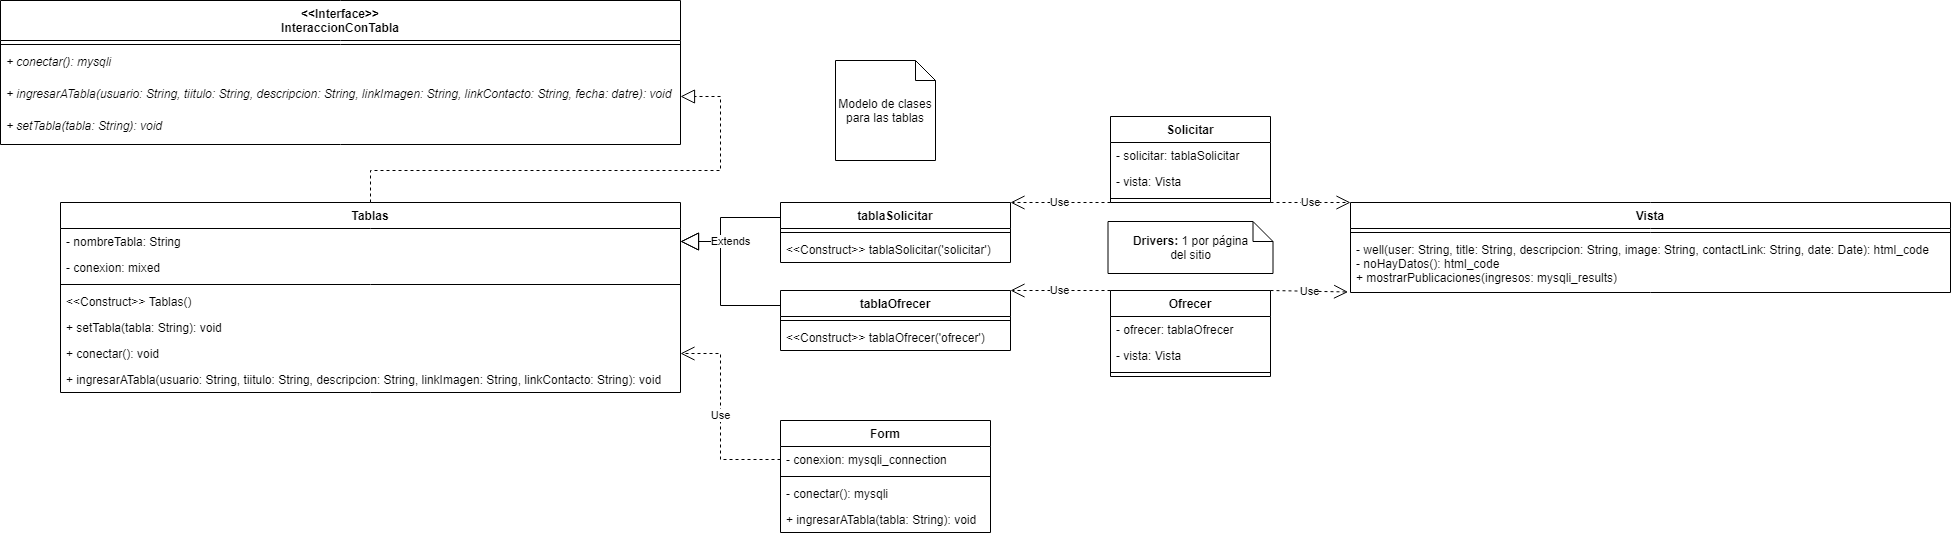 <<Interface>>
InteraccionConTabla
+ conectar(): mysqli
+ ingresarATabla(usuario: String, tiitulo: String, descripcion: String, linkImagen: String, linkContacto: String, fecha: datre): void
+ setTabla(tabla: String): void
Modelo de clases
para las tablas
Solicitar
- solicitar: tablaSolicitar
- vista: Vista
Use
Use
Tablas
- nombreTabla: String
- conexion: mixed
<<Construct>> Tablas()
+ setTabla(tabla: String): void
+ conectar(): void
+ ingresarATabla(usuario: String, tiitulo: String, descripcion: String, linkImagen: String, linkContacto: String): void
Extends
tablaSolicitar
<<Construct>> tablaSolicitar('solicitar')
Drivers: 1 por página
del sitio
Vista
- well(user: String, title: String, descripcion: String, image: String, contactLink: String, date: Date): html_code
- noHayDatos(): html_code
+ mostrarPublicaciones(ingresos: mysqli_results)
tablaOfrecer
<<Construct>> tablaOfrecer('ofrecer')
Use
Use
Ofrecer
- ofrecer: tablaOfrecer
- vista: Vista
Use
Form
- conexion: mysqli_connection
- conectar(): mysqli
+ ingresarATabla(tabla: String): void